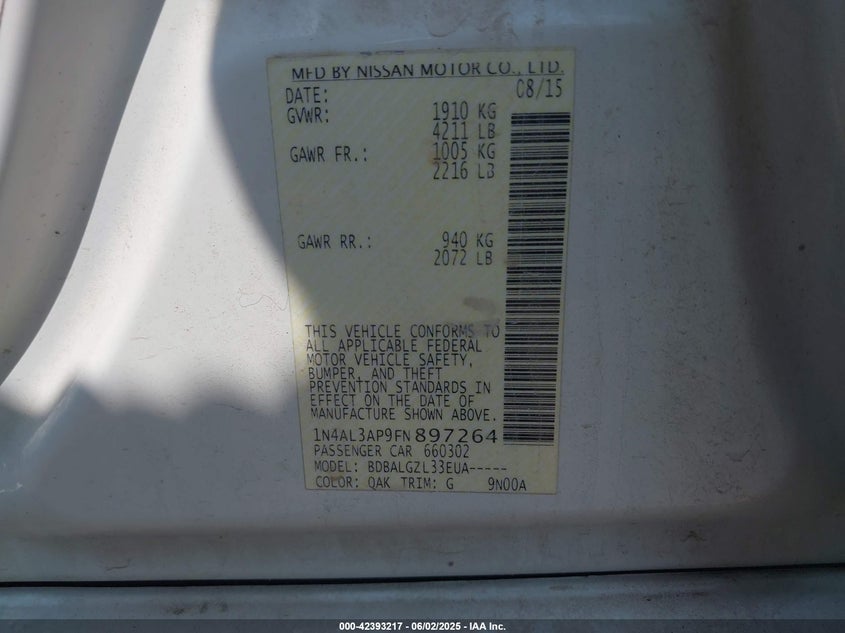 MFD BY NISSAN MOTOR CO., LTD.
DATE: 08/15
GVWR: 1910 KG
4211 LB
GAWR FR.: 1005 KG
2216 LB
GAWR RR.: 940 KG
2072 LB
THIS VEHICLE CONFORMS TO
ALL APPLICABLE FEDERAL
MOTOR VEHICLE SAFETY,
BUMPER, AND THEFT
PREVENTION STANDARDS IN
EFFECT ON THE DATE OF
MANUFACTURE SHOWN ABOVE.
1N4AL3AP9FN897264
PASSENGER CAR 660302
MODEL: BDBALGZL33EUA-----
COLOR: QAK TRIM: G 9N00A
000-42393217 - 06/02/2025 - IAA Inc.